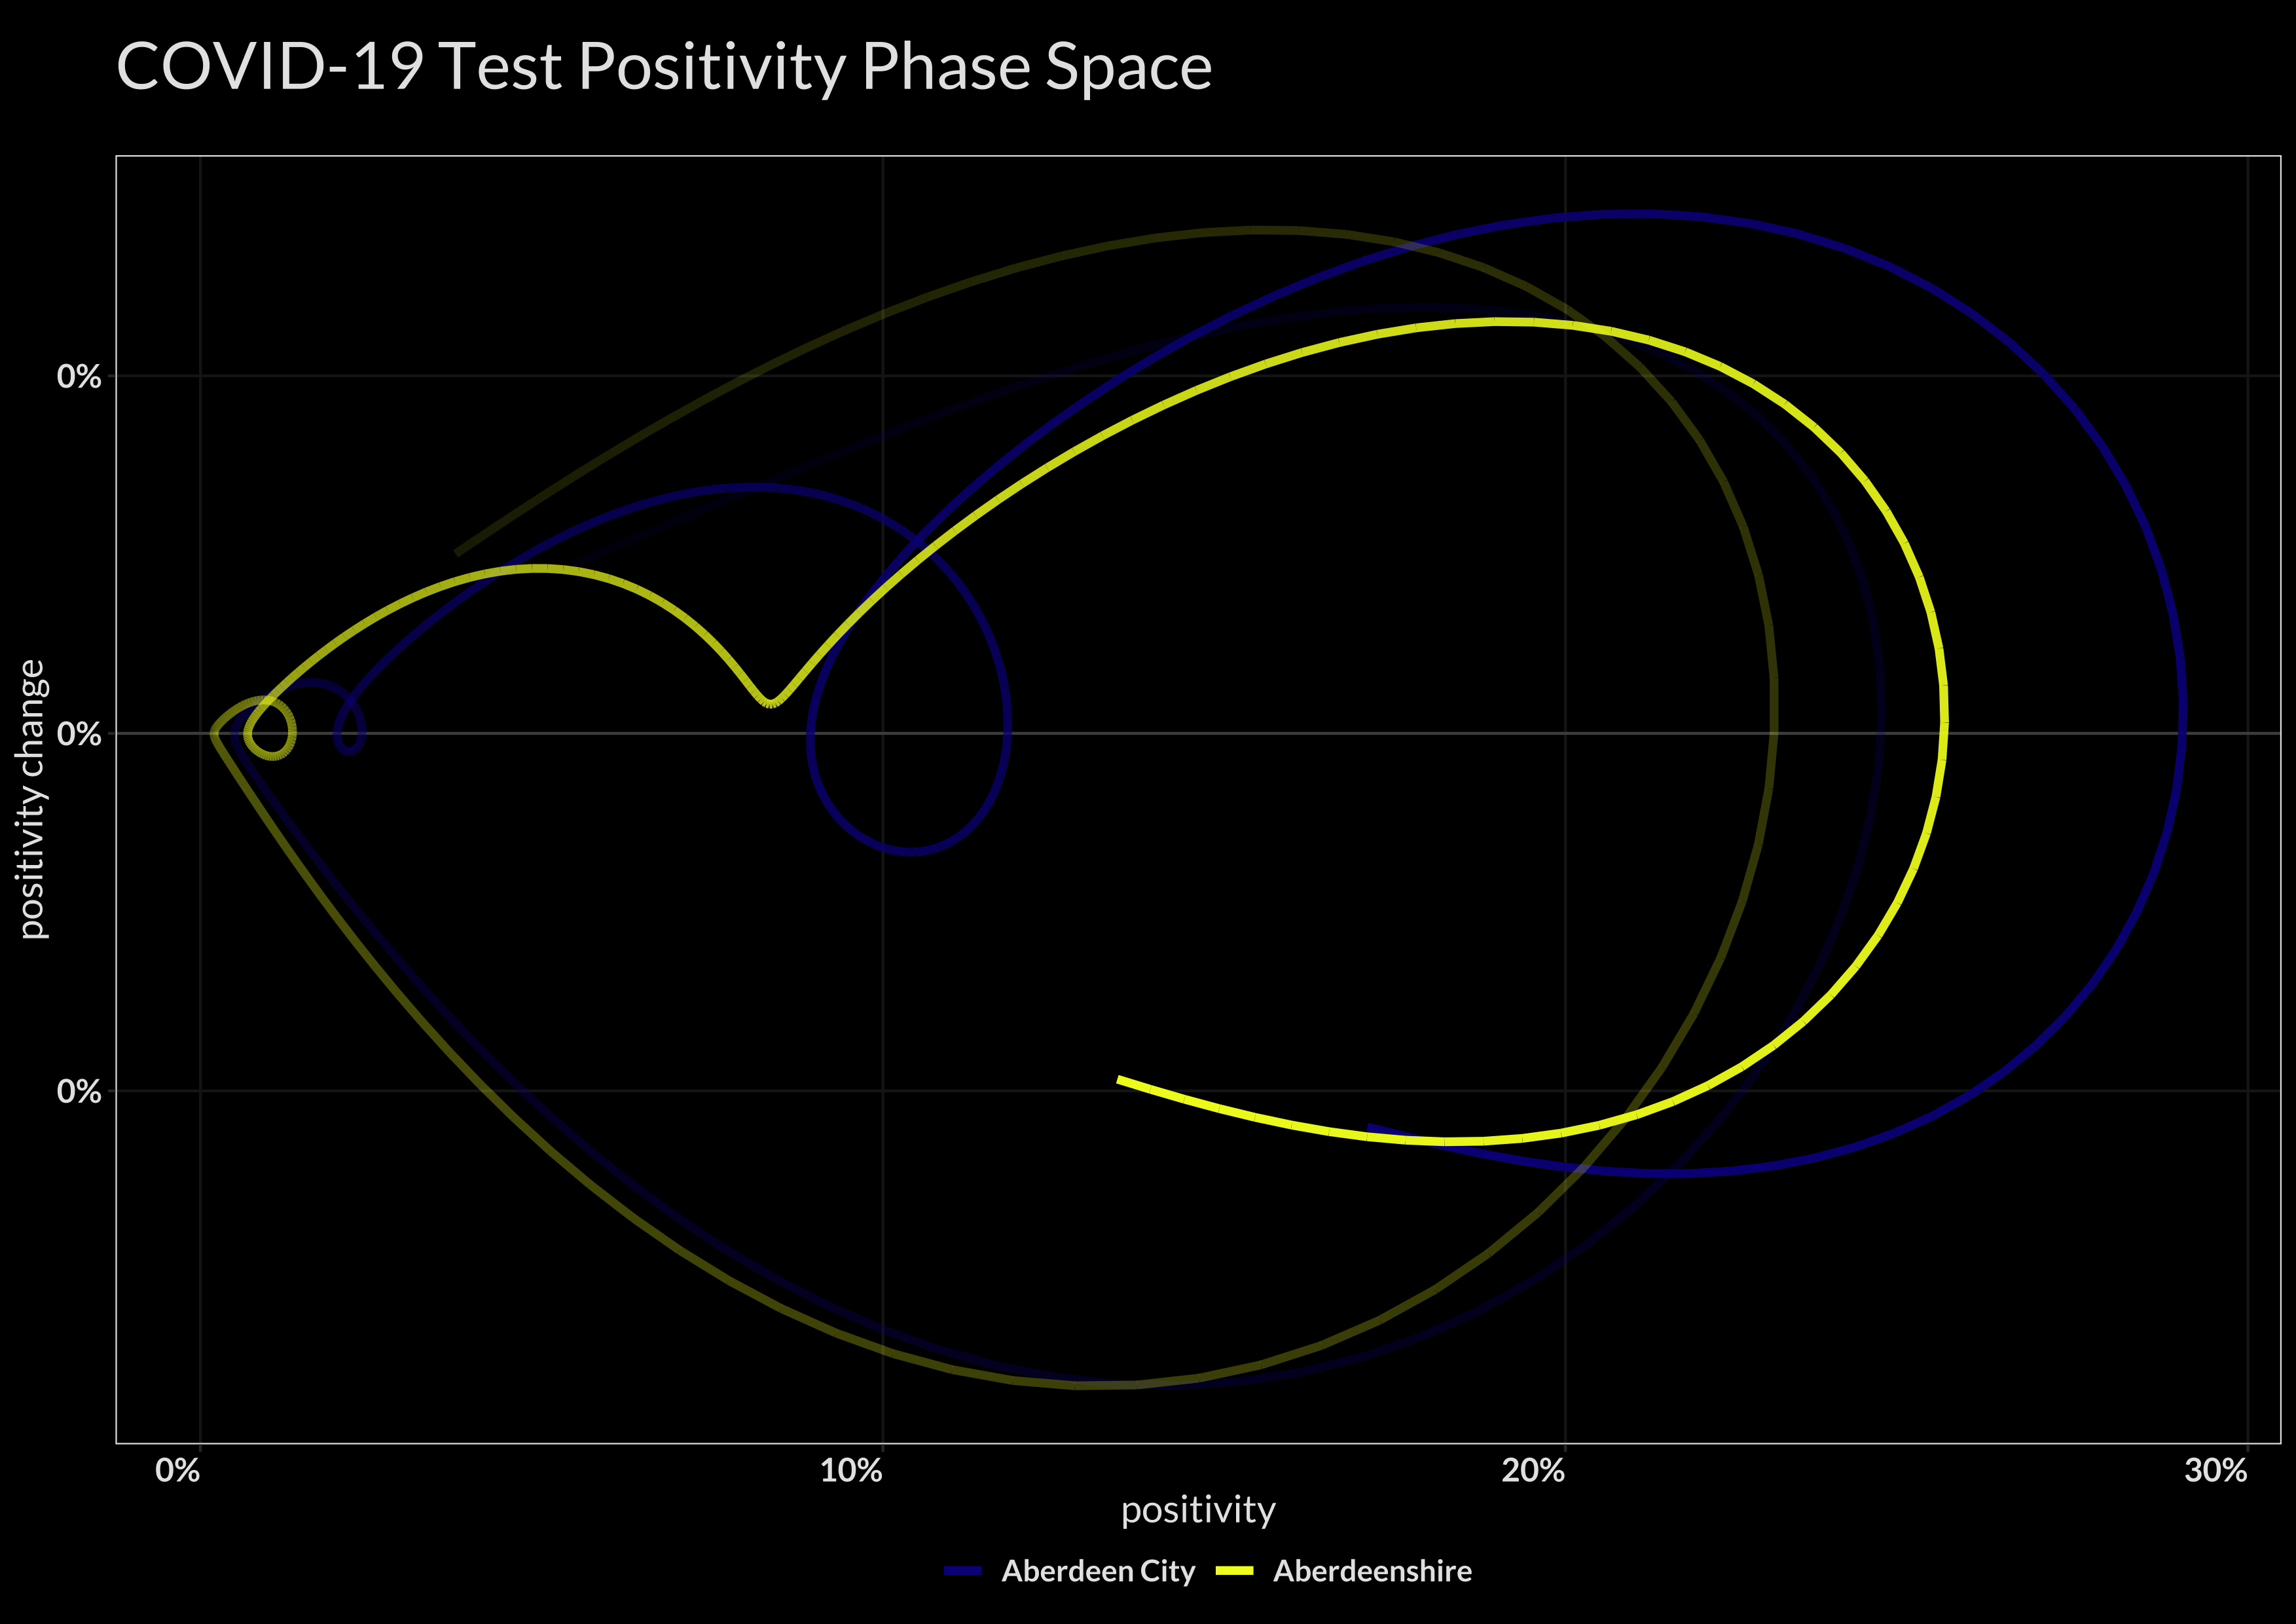 COVID-19 Test Positivity Phase Space
positivity change
0%
0%
0%
0% 10% 20% 30%
positivity
Aberdeen City Aberdeenshire